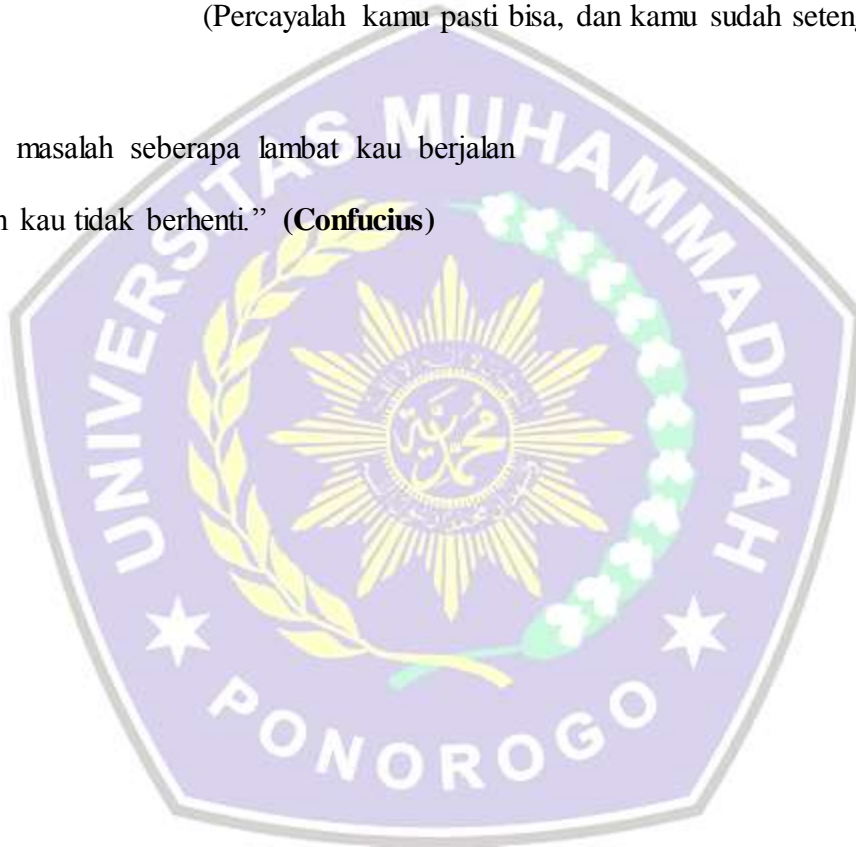 (Percayalah kamu pasti bisa, dan kamu sudah
masalah seberapa lambat kau berjalan
kau tidak berhenti.” (Confucius)
UNIVERSITAS MUHAMMADIYAH
PONOROGO